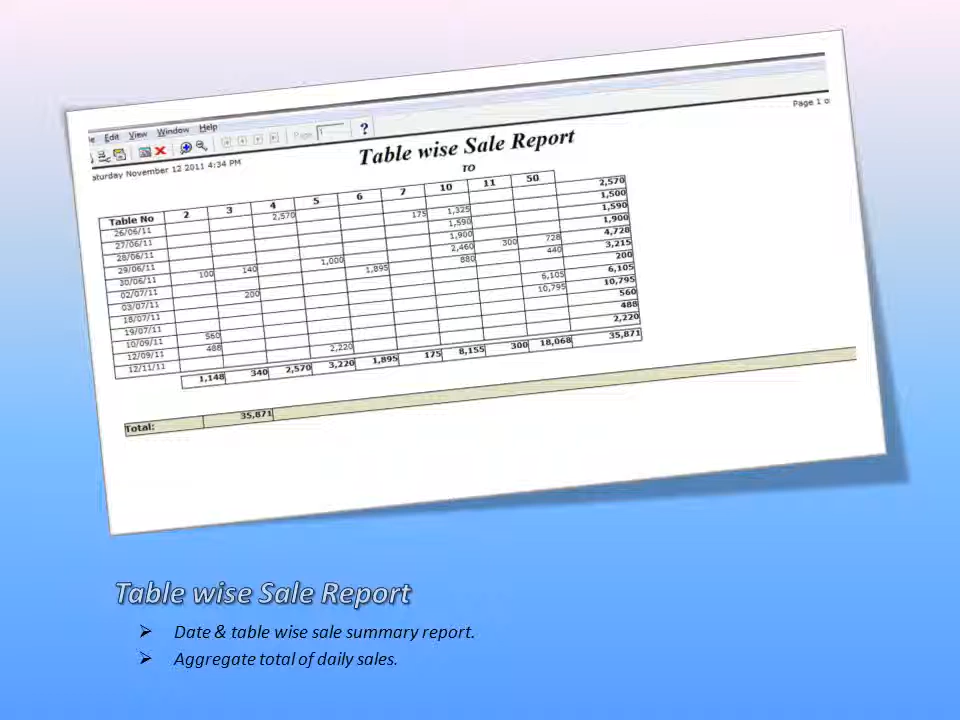 le Edit View Window Help
Page 1
?
Page 1 o
aturday November 12 2011 4:34 PM
Table wise Sale Report
TO
Table No 2 3 4 5 6 7 10 11 50
26/06/11 2,570 2,570
27/06/11 175 1,325 1,500
28/06/11 1,590 1,590
29/06/11 1,900 1,900
30/06/11 100 140 1,000 2,460 300 728 4,728
02/07/11 1,895 880 440 3,215
03/07/11 200 200
18/07/11 6,105 6,105
19/07/11 10,795 10,795
10/09/11 560 560
12/09/11 488 488
12/11/11 2,220 2,220
1,148 340 2,570 3,220 1,895 175 8,155 300 18,068 35,871
Total: 35,871
Table wise Sale Report
Date & table wise sale summary report.
Aggregate total of daily sales.